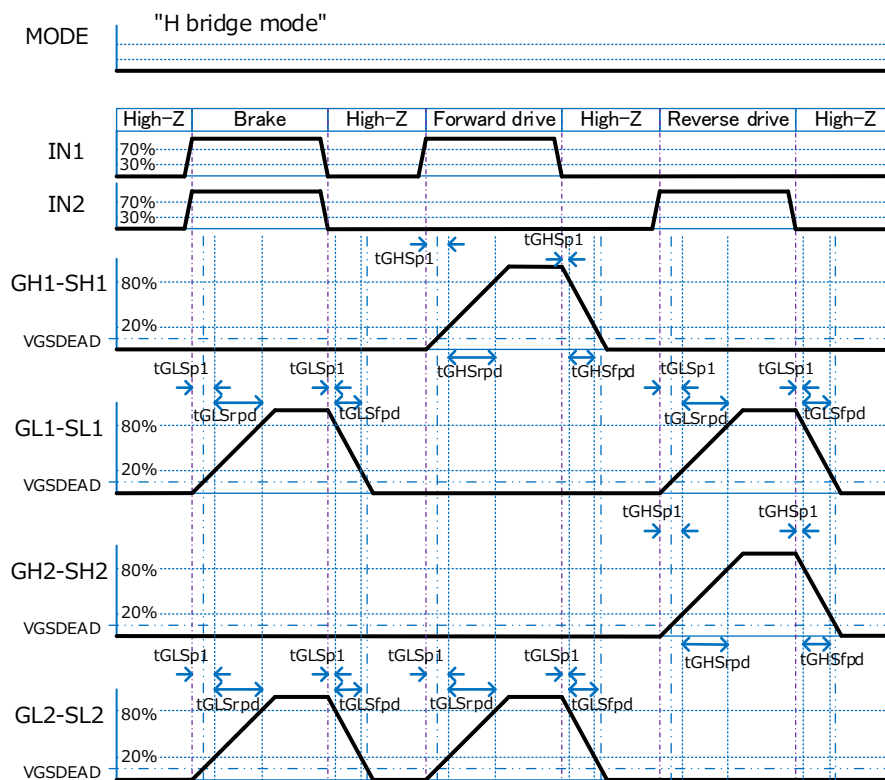 "H bridge mode"
MODE
High-Z Brake High-Z Forward drive High-Z Reverse drive High-Z
IN1
70%
30%
IN2
70%
30%
tGHSp1 tGHSp1
GH1-SH1
80%
20%
VGSDEAD
tGHSrpd tGHSfpd
tGLSp1 tGLSp1 tGLSp1 tGLSp1
tGLSrpd tGLSfpd tGLSrpd tGLSfpd
GL1-SL1
80%
20%
VGSDEAD
tGHSp1 tGHSp1
GH2-SH2
80%
20%
VGSDEAD
tGHSrpd tGHSfpd
tGLSp1 tGLSp1 tGLSp1 tGLSp1
tGLSrpd tGLSfpd tGLSrpd tGLSfpd
GL2-SL2
80%
20%
VGSDEAD